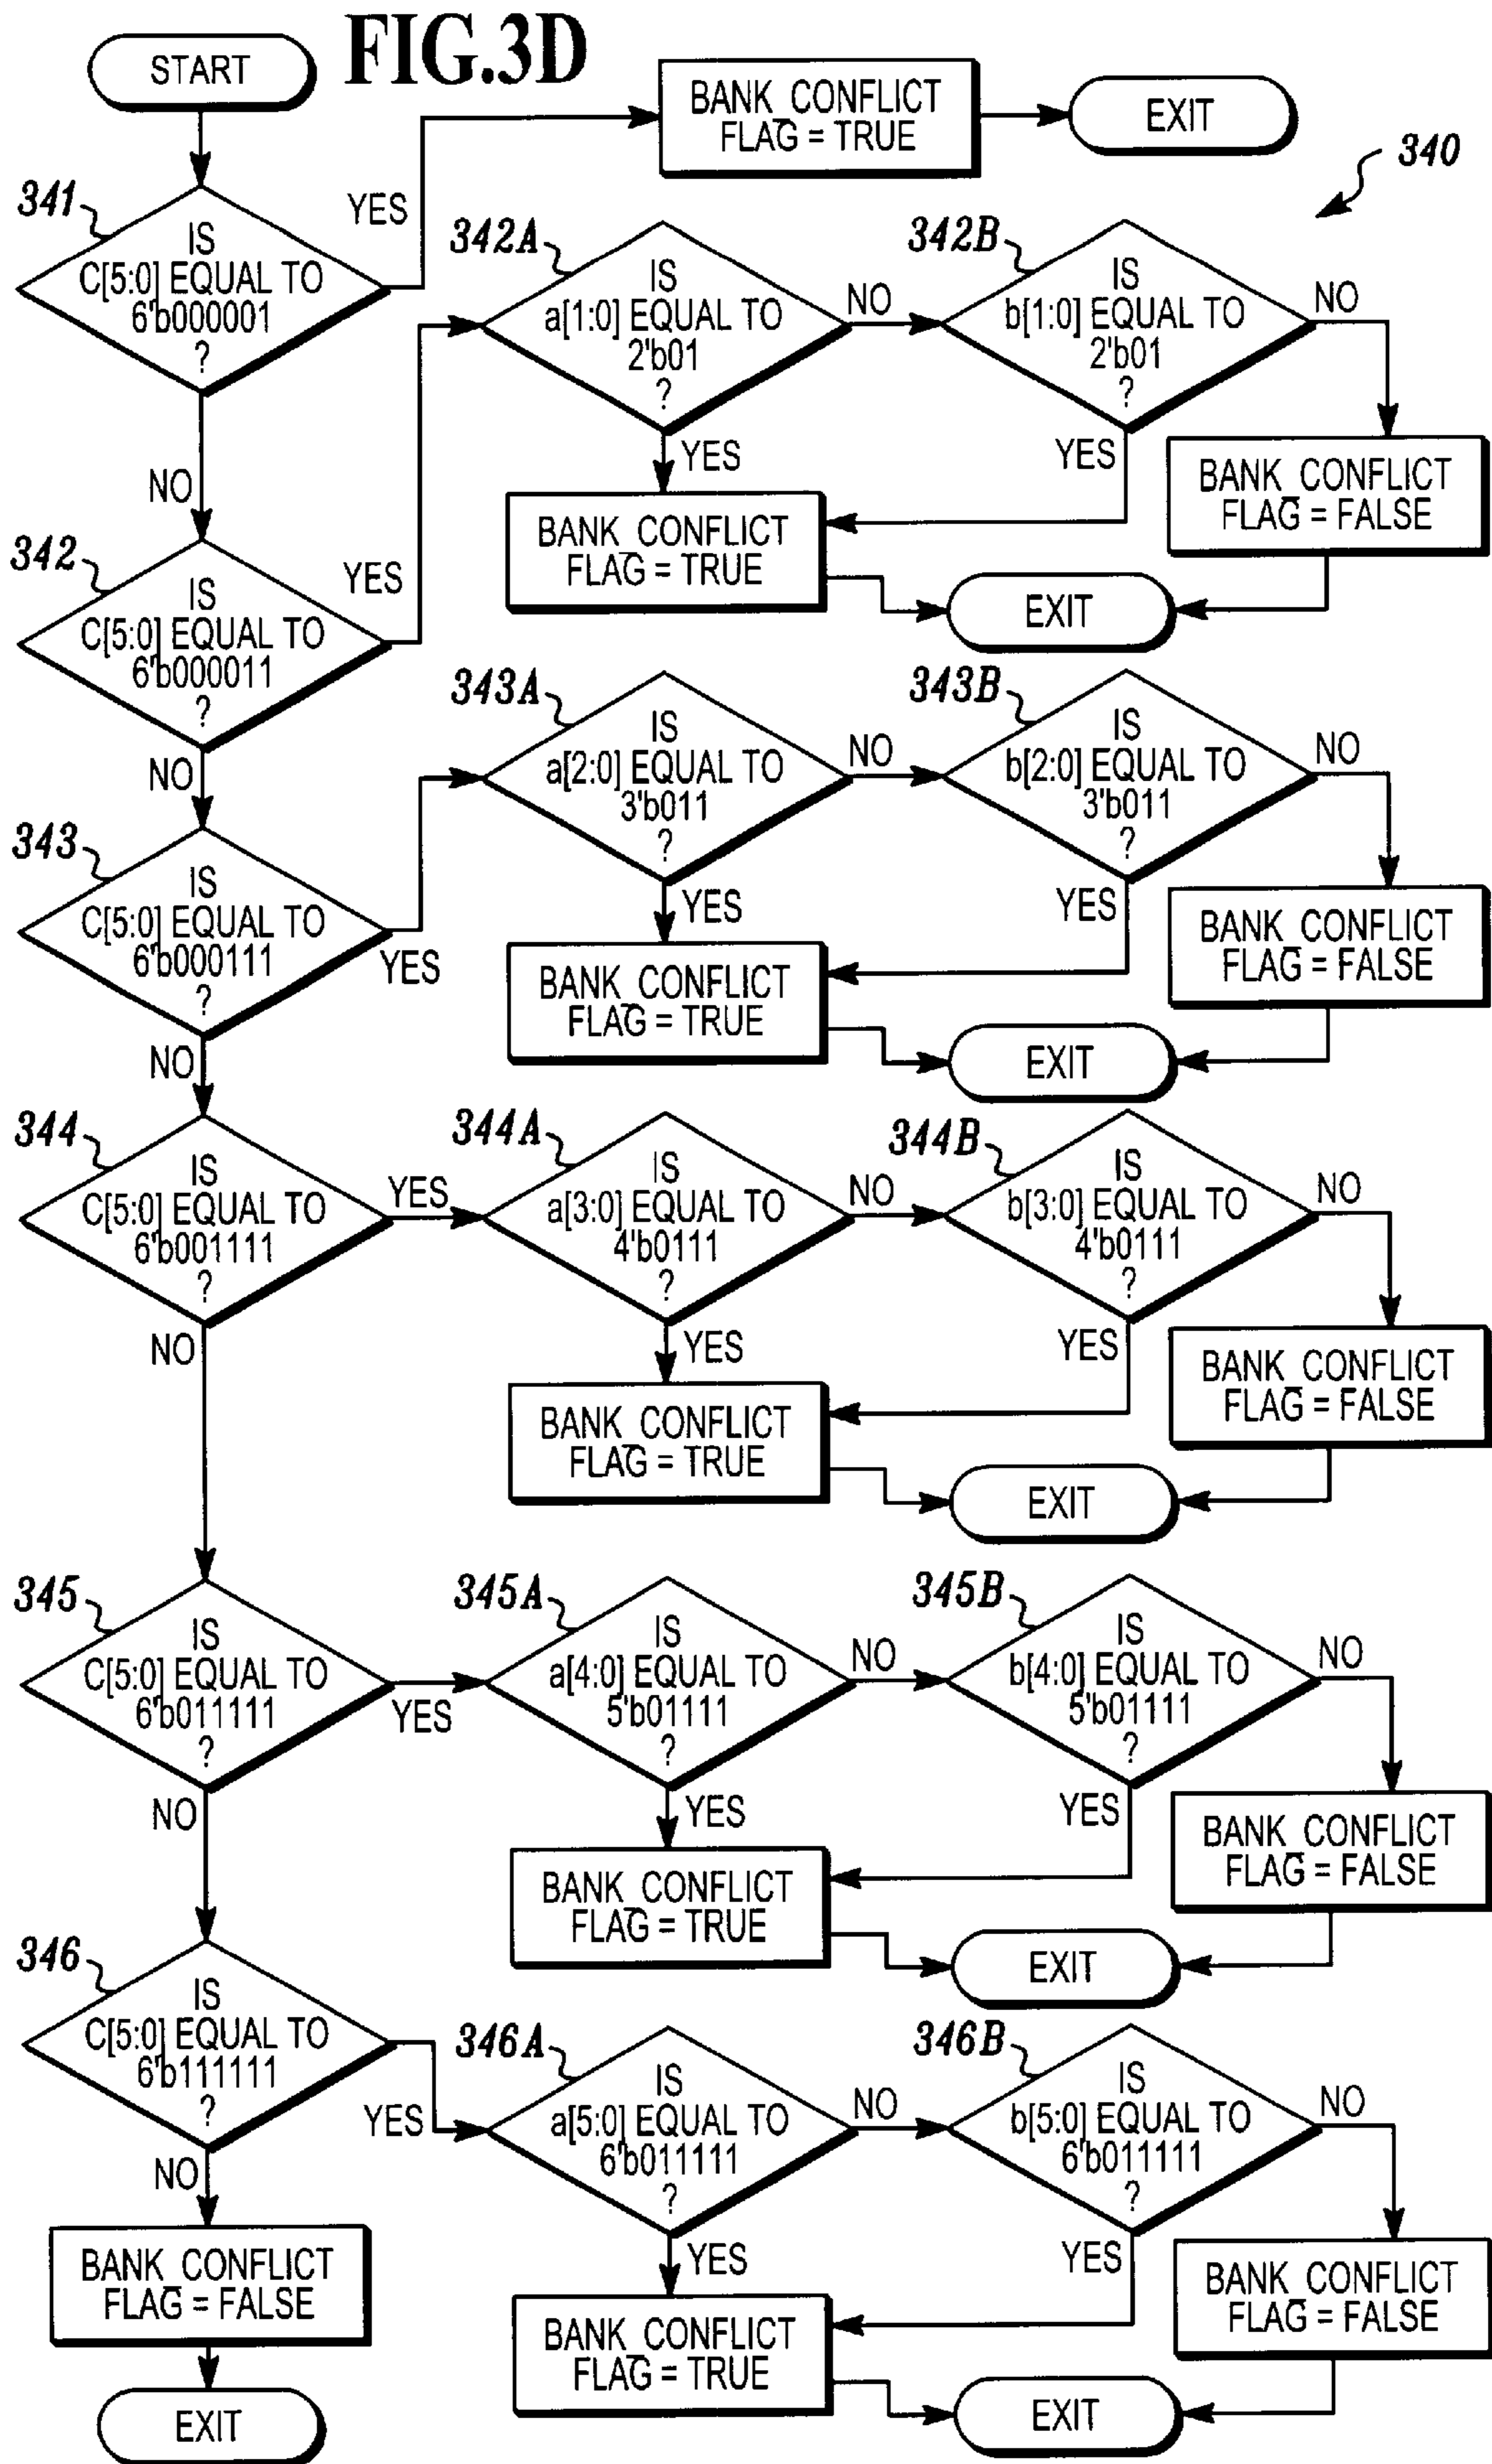 FIG.3D
START
BANK_CONFLICT
FLAG = TRUE
EXIT
340
341
IS
C[5:0] EQUAL TO
6'b000001
?
YES
NO
342A
IS
a[1:0] EQUAL TO
2'b01
?
NO
YES
342B
IS
b[1:0] EQUAL TO
2'b01
?
NO
YES
BANK_CONFLICT
FLAG = TRUE
BANK_CONFLICT
FLAG = FALSE
EXIT
342
IS
C[5:0] EQUAL TO
6'b000011
?
YES
NO
343A
IS
a[2:0] EQUAL TO
3'b011
?
NO
YES
343B
IS
b[2:0] EQUAL TO
3'b011
?
NO
YES
BANK_CONFLICT
FLAG = TRUE
BANK_CONFLICT
FLAG = FALSE
EXIT
343
IS
C[5:0] EQUAL TO
6'b000111
?
YES
NO
344
IS
C[5:0] EQUAL TO
6'b001111
?
YES
NO
344A
IS
a[3:0] EQUAL TO
4'b0111
?
NO
YES
344B
IS
b[3:0] EQUAL TO
4'b0111
?
NO
YES
BANK_CONFLICT
FLAG = TRUE
BANK_CONFLICT
FLAG = FALSE
EXIT
345
IS
C[5:0] EQUAL TO
6'b011111
?
YES
NO
345A
IS
a[4:0] EQUAL TO
5'b01111
?
NO
YES
345B
IS
b[4:0] EQUAL TO
5'b01111
?
NO
YES
BANK_CONFLICT
FLAG = TRUE
BANK_CONFLICT
FLAG = FALSE
EXIT
346
IS
C[5:0] EQUAL TO
6'b111111
?
YES
NO
346A
IS
a[5:0] EQUAL TO
6'b011111
?
NO
YES
346B
IS
b[5:0] EQUAL TO
6'b011111
?
NO
YES
BANK_CONFLICT
FLAG = FALSE
EXIT
BANK_CONFLICT
FLAG = TRUE
BANK_CONFLICT
FLAG = FALSE
EXIT